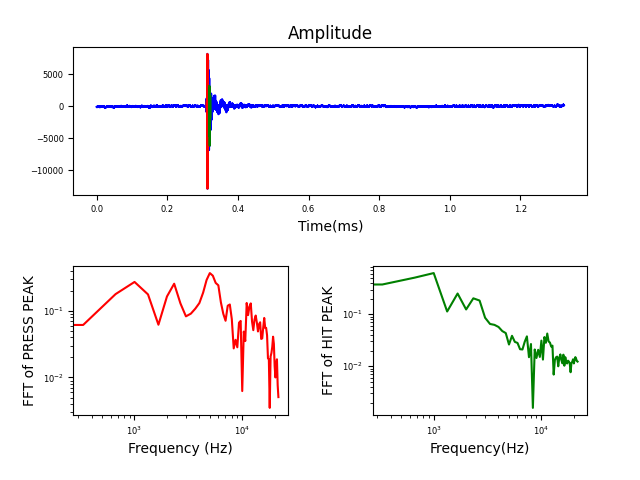 Amplitude
5000
0
−5000
−10000
0.0 0.2 0.4 0.6 0.8 1.0 1.2
Time(ms)
FFT of PRESS PEAK
10⁻¹
10⁻²
10³ 10⁴
Frequency (Hz)
FFT of HIT PEAK
10⁻¹
10⁻²
10³ 10⁴
Frequency(Hz)